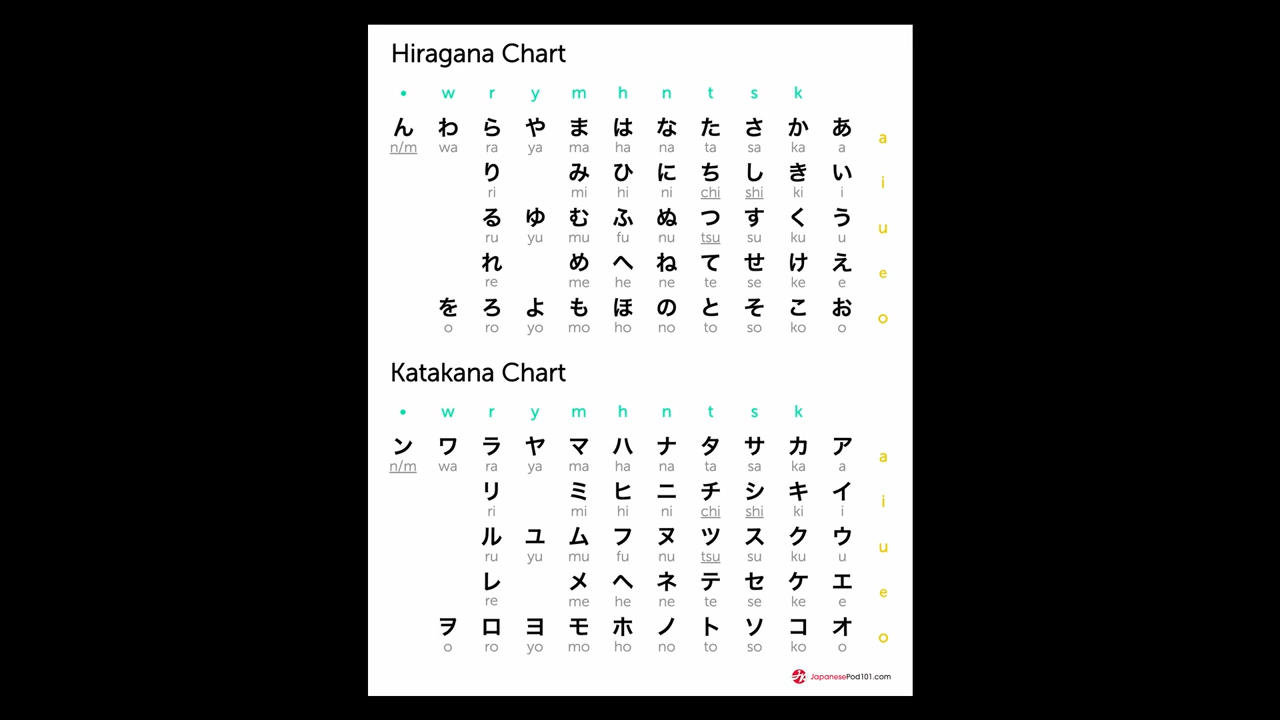 Hiragana Chart
• w r y m h n t s k
ん わ ら や ま は な た さ か あ
a
n/m wa ra ya ma ha na ta sa ka a
り み ひ に ち し き い
i
ri mi hi ni chi shi ki i
る ゆ む ふ ぬ つ す く う
u
ru yu mu fu nu tsu su ku u
れ め へ ね て せ け え
e
re me he ne te se ke e
を ろ よ も ほ の と そ こ お
o
o ro yo mo ho no to so ko o
Katakana Chart
• w r y m h n t s k
ン ワ ラ ヤ マ ハ ナ タ サ カ ア
a
n/m wa ra ya ma ha na ta sa ka a
リ ミ ヒ ニ チ シ キ イ
i
ri mi hi ni chi shi ki i
ル ユ ム フ ヌ ツ ス ク ウ
u
ru yu mu fu nu tsu su ku u
レ メ ヘ ネ テ セ ケ エ
e
re me he ne te se ke e
ヲ ロ ヨ モ ホ ノ ト ソ コ オ
o
o ro yo mo ho no to so ko o
JapanesePod101.com